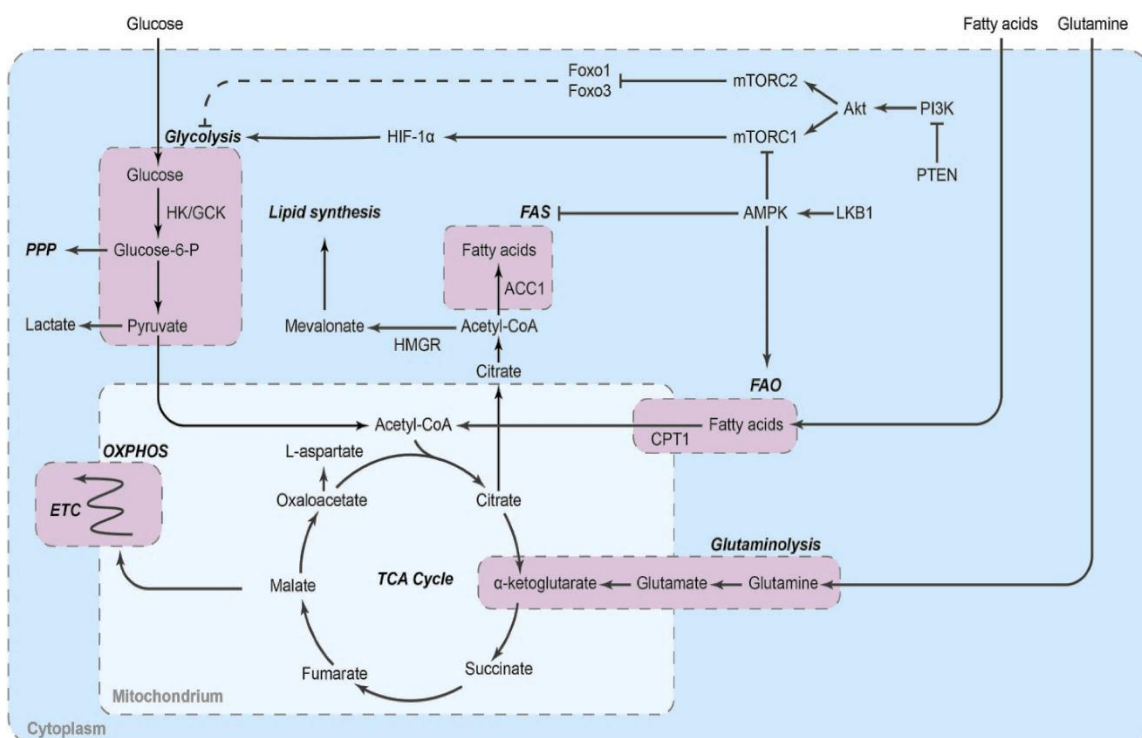 Glucose
Fatty acids
Glutamine
Foxo1
Foxo3
mTORC2
Akt
PI3K
Glycolysis
HIF-1α
mTORC1
PTEN
Glucose
HK/GCK
Lipid synthesis
FAS
AMPK
LKB1
PPP
Glucose-6-P
Fatty acids
ACC1
Lactate
Pyruvate
Mevalonate
Acetyl-CoA
HMGR
Citrate
FAO
Acetyl-CoA
Fatty acids
CPT1
OXPHOS
L-aspartate
ETC
Oxaloacetate
Citrate
Glutaminolysis
Malate
TCA Cycle
α-ketoglutarate
Glutamate
Glutamine
Fumarate
Succinate
Mitochondrium
Cytoplasm